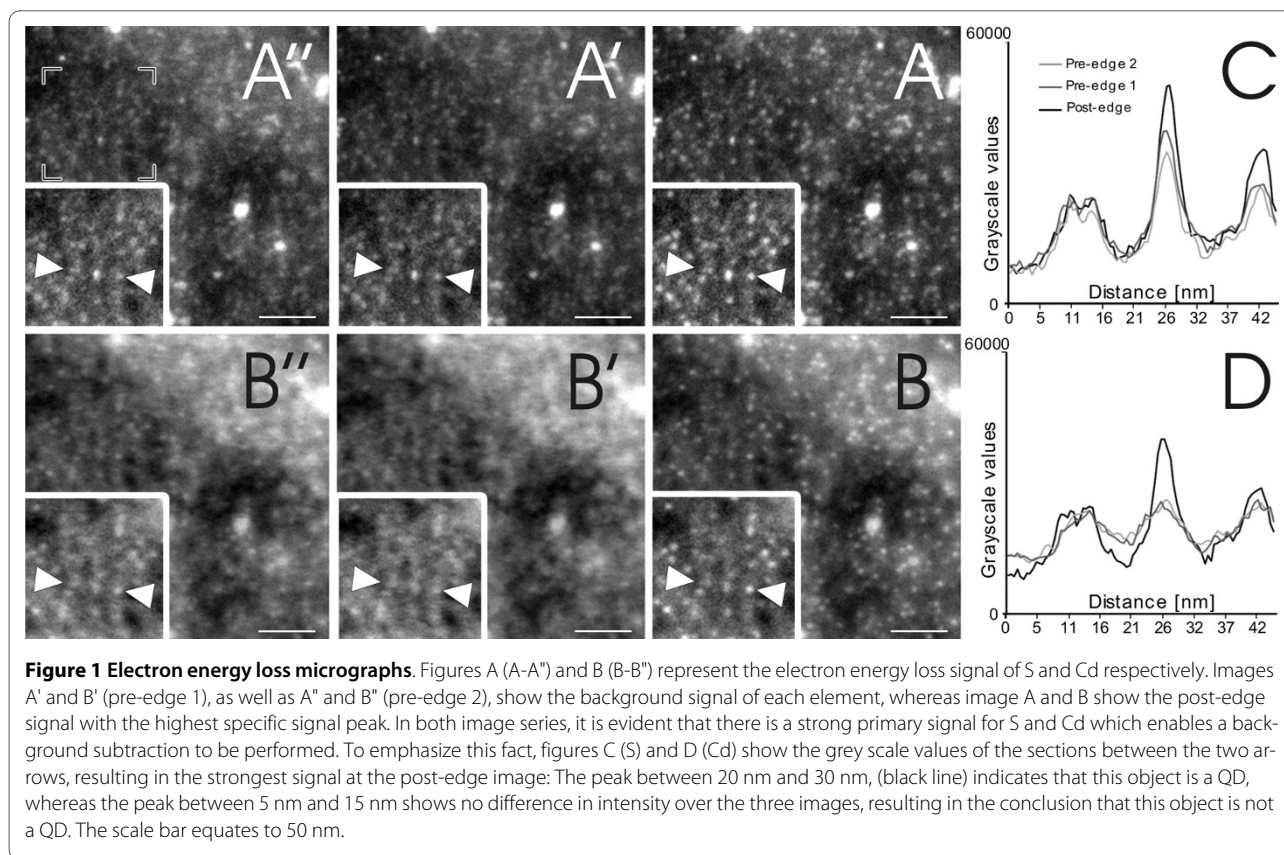 A"
A'
A
60000
Pre-edge 2
Pre-edge 1
Post-edge
C
Grayscale values
Distance [nm]
0
0 5 11 16 21 26 32 37 42
B"
B'
B
60000
D
Grayscale values
Distance [nm]
0
0 5 11 16 21 26 32 37 42
Figure 1 Electron energy loss micrographs. Figures A (A-A") and B (B-B") represent the electron energy loss signal of S and Cd respectively. Images
A' and B' (pre-edge 1), as well as A" and B" (pre-edge 2), show the background signal of each element, whereas image A and B show the post-edge
signal with the highest specific signal peak. In both image series, it is evident that there is a strong primary signal for S and Cd which enables a back-
ground subtraction to be performed. To emphasize this fact, figures C (S) and D (Cd) show the grey scale values of the sections between the two ar-
rows, resulting in the strongest signal at the post-edge image: The peak between 20 nm and 30 nm, (black line) indicates that this object is a QD,
whereas the peak between 5 nm and 15 nm shows no difference in intensity over the three images, resulting in the conclusion that this object is not
a QD. The scale bar equates to 50 nm.